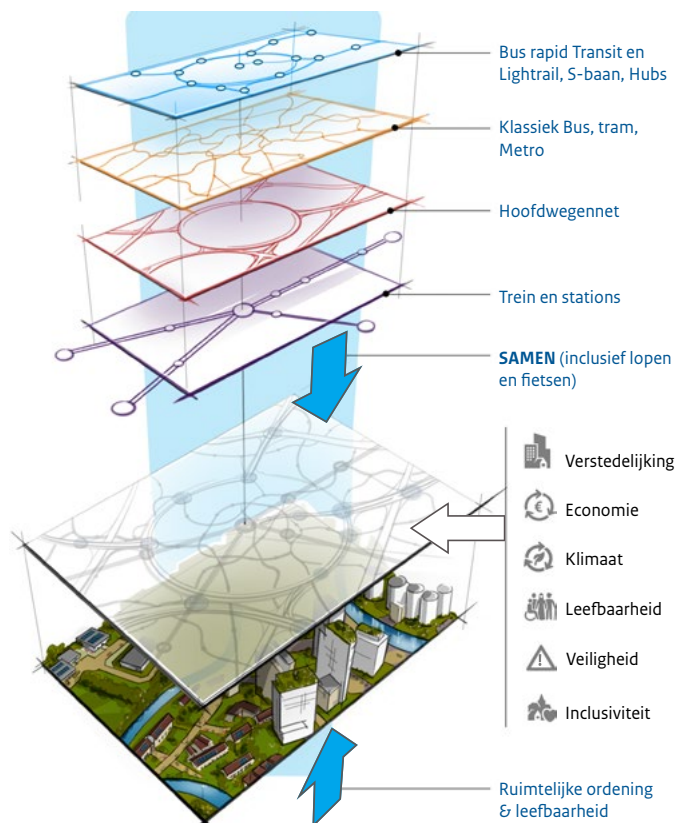 Bus rapid Transit en
Lightrail, S-baan, Hubs
Klassiek Bus, tram,
Metro
Hoofdwegennet
Trein en stations
SAMEN (inclusief lopen
en fietsen)
Verstedelijking
€
Economie
Klimaat
Leefbaarheid
Veiligheid
Inclusiviteit
Ruimtelijke ordening
& leefbaarheid